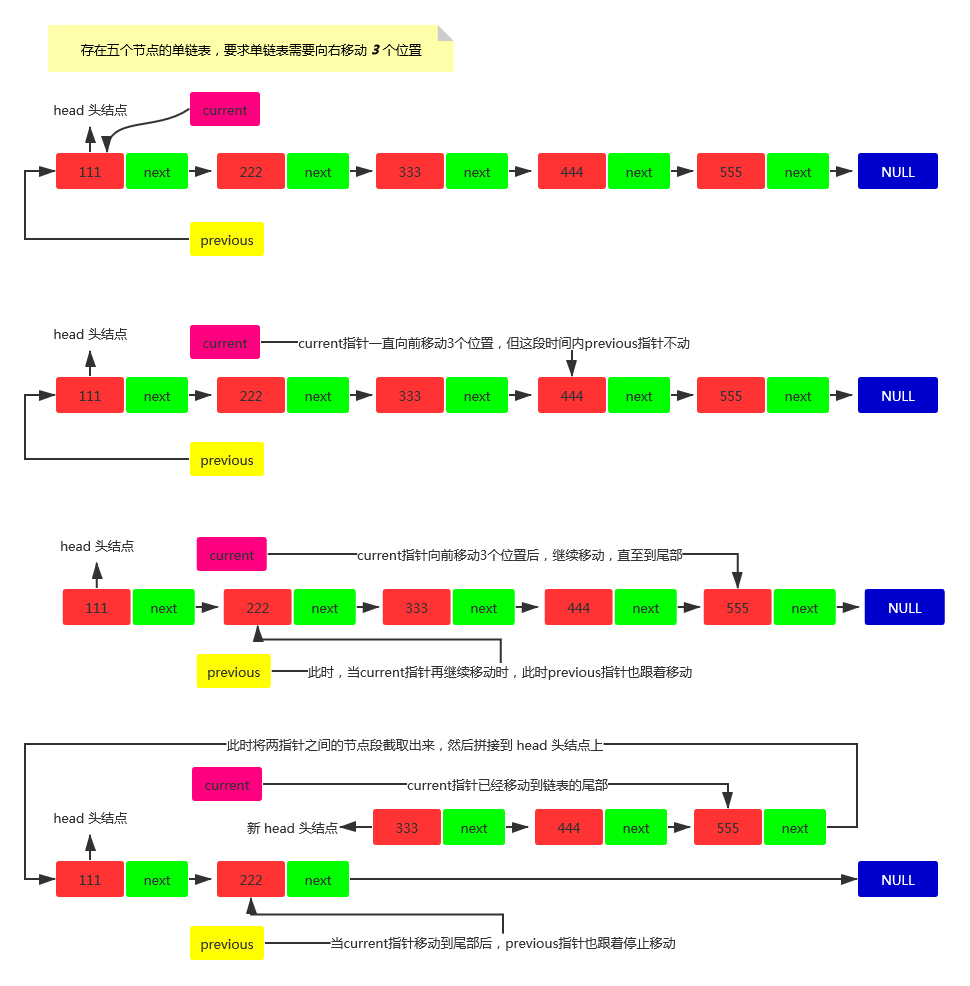 存在五个节点的单链表，要求单链表需要向右移动 3 个位置
head 头结点
current
111 next 222 next 333 next 444 next 555 next NULL
previous
head 头结点
current
current指针一直向前移动3个位置，但这段时间内previous指针不动
111 next 222 next 333 next 444 next 555 next NULL
previous
head 头结点
current
current指针向前移动3个位置后，继续移动，直至到尾部
111 next 222 next 333 next 444 next 555 next NULL
previous
此时，当current指针再继续移动时，此时previous指针也跟着移动
此时将两指针之间的节点段截取出来，然后拼接到 head 头结点上
current
current指针已经移动到链表的尾部
head 头结点
新 head 头结点
333 next 444 next 555 next
111 next 222 next NULL
previous
当current指针移动到尾部后，previous指针也跟着停止移动